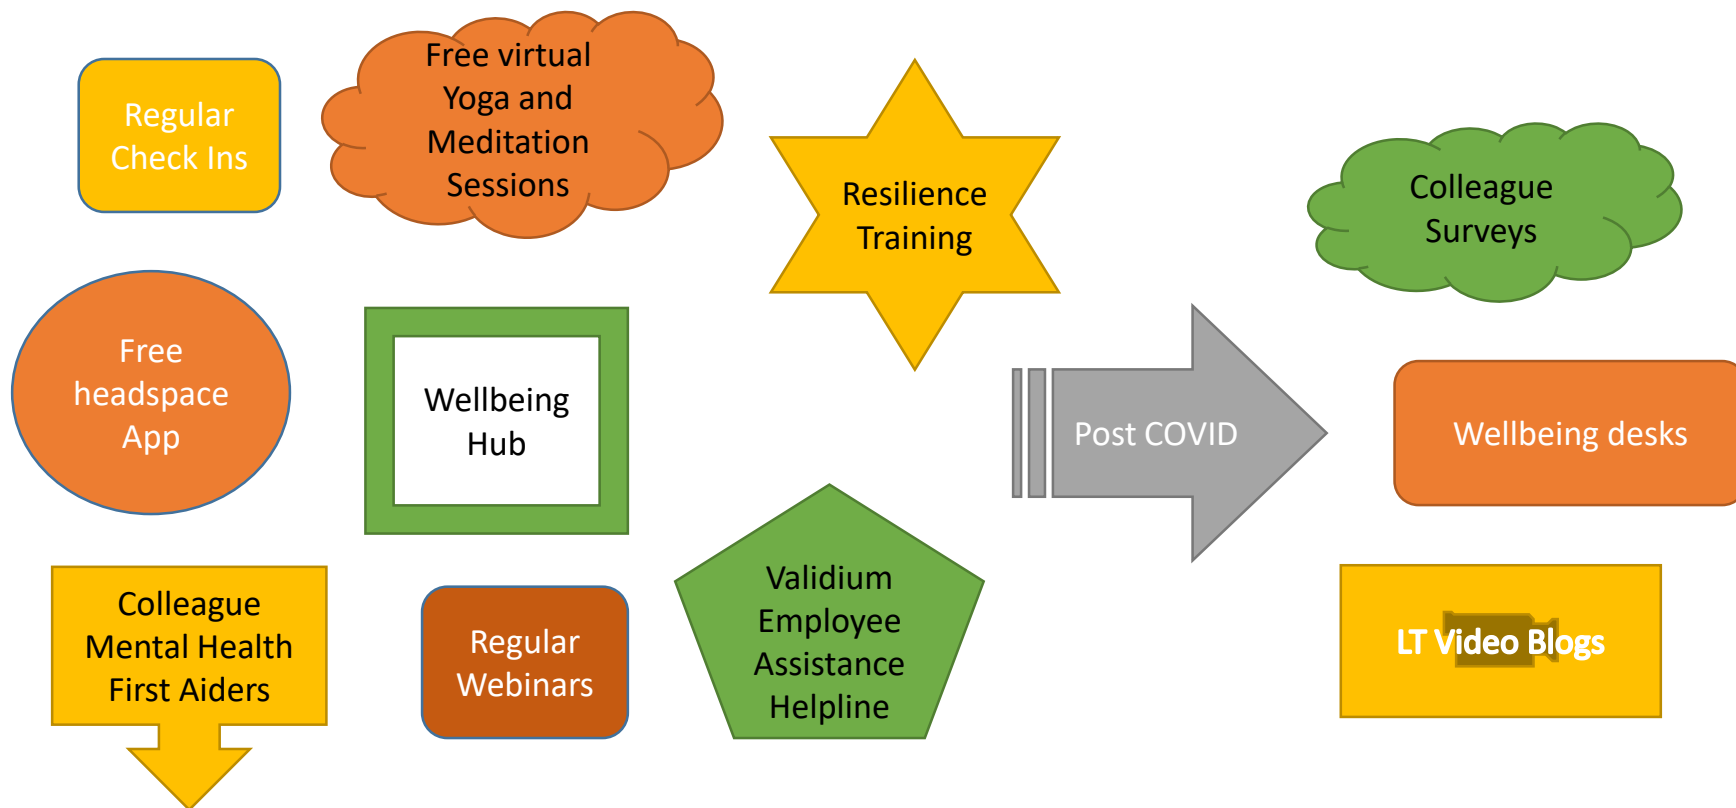 Regular
Check Ins
Free virtual
Yoga and
Meditation
Sessions
Resilience
Training
Colleague
Surveys
Free
headspace
App
Wellbeing
Hub
Post COVID
Wellbeing desks
Colleague
Mental Health
First Aiders
Regular
Webinars
Validium
Employee
Assistance
Helpline
LT Video Blogs